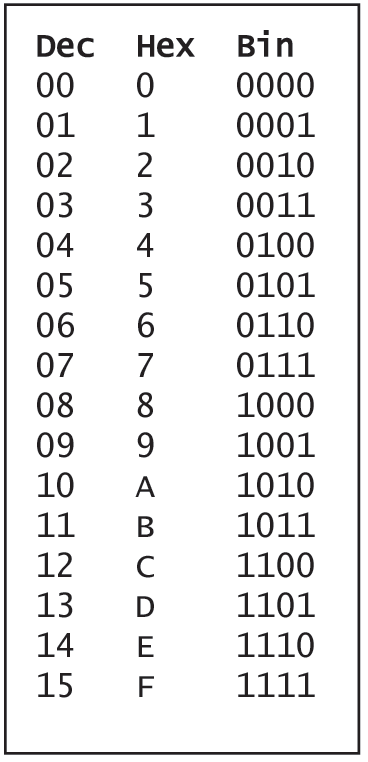 Dec Hex Bin
00 0 0000
01 1 0001
02 2 0010
03 3 0011
04 4 0100
05 5 0101
06 6 0110
07 7 0111
08 8 1000
09 9 1001
10 A 1010
11 B 1011
12 C 1100
13 D 1101
14 E 1110
15 F 1111